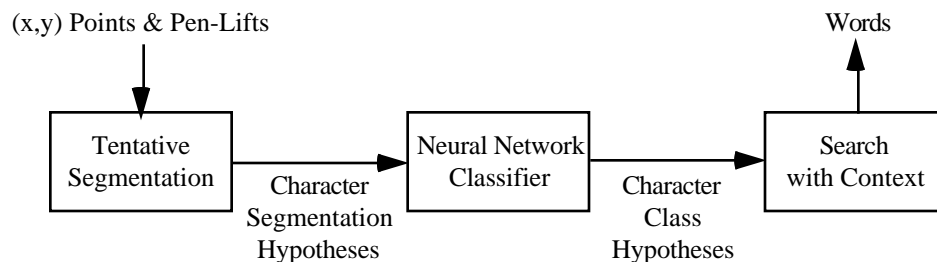 (x,y) Points & Pen-Lifts
Words
Tentative
Segmentation
Character
Segmentation
Hypotheses
Neural Network
Classifier
Character
Class
Hypotheses
Search
with Context